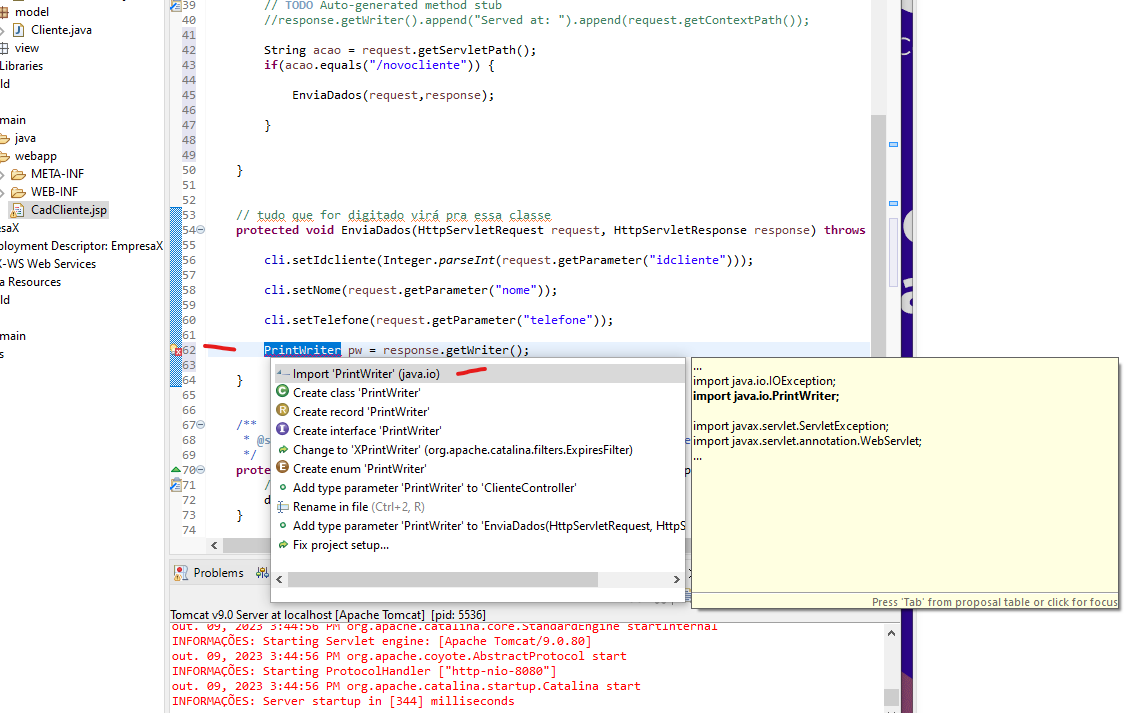 model
Cliente.java
view
Libraries
ld
main
java
webapp
META-INF
WEB-INF
CadCliente.jsp
esaX
ployment Descriptor: EmpresaX
X-WS Web Services
a Resources
ld
main
s
39 // TODO Auto-generated method stub
40 //response.getWriter().append("Served at: ").append(request.getContextPath());
41
42 String acao = request.getServletPath();
43 if(acao.equals("/novocliente")) {
44
45 EnviaDados(request,response);
46
47 }
48
49
50 }
51
52
53 // tudo que for digitado virá pra essa classe
54 protected void EnviaDados(HttpServletRequest request, HttpServletResponse response) throws
55
56 cli.setIdcliente(Integer.parseInt(request.getParameter("idcliente")));
57
58 cli.setNome(request.getParameter("nome"));
59
60 cli.setTelefone(request.getParameter("telefone"));
61
62 PrintWriter pw = response.getWriter();
63
64 }
65
66
67 /**
68 * @s
69 */
70 prote
71 /
72 d
73 }
74
Import 'PrintWriter' (java.io)
Create class 'PrintWriter'
Create record 'PrintWriter'
Create interface 'PrintWriter'
Change to 'XPrintWriter' (org.apache.catalina.filters.ExpiresFilter)
Create enum 'PrintWriter'
Add type parameter 'PrintWriter' to 'ClienteController'
Rename in file (Ctrl+2, R)
Add type parameter 'PrintWriter' to 'EnviaDados(HttpServletRequest, HttpS
Fix project setup...
...
import java.io.IOException;
import java.io.PrintWriter;
import javax.servlet.ServletException;
import javax.servlet.annotation.WebServlet;
...
Press 'Tab' from proposal table or click for focus
Problems
Tomcat v9.0 Server at localhost [Apache Tomcat] [pid: 5536]
out. 09, 2023 3:44:56 PM org.apache.catalina.core.StandardEngine startInternal
INFORMAÇÕES: Starting Servlet engine: [Apache Tomcat/9.0.80]
out. 09, 2023 3:44:56 PM org.apache.coyote.AbstractProtocol start
INFORMAÇÕES: Starting ProtocolHandler ["http-nio-8080"]
out. 09, 2023 3:44:56 PM org.apache.catalina.startup.Catalina start
INFORMAÇÕES: Server startup in [344] milliseconds